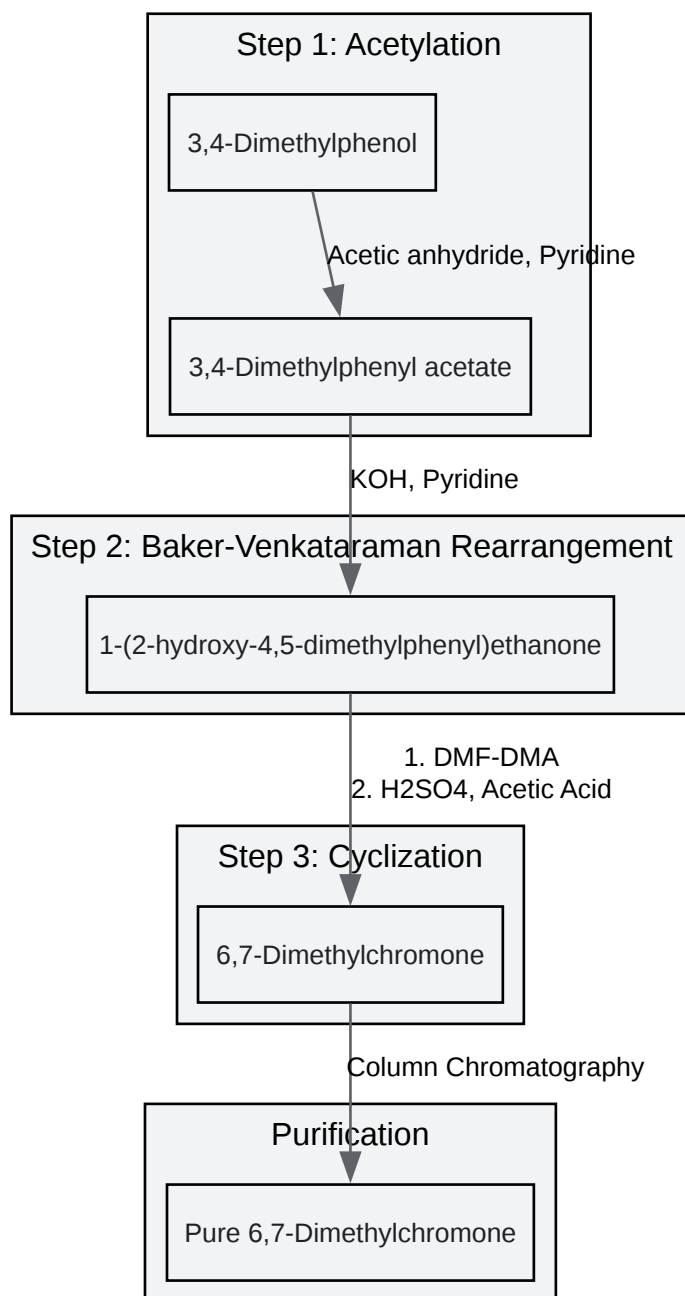 Step 1: Acetylation
3,4-Dimethylphenol
Acetic anhydride, Pyridine
3,4-Dimethylphenyl acetate
KOH, Pyridine
Step 2: Baker-Venkataraman Rearrangement
1-(2-hydroxy-4,5-dimethylphenyl)ethanone
1. DMF-DMA
2. H2SO4, Acetic Acid
Step 3: Cyclization
6,7-Dimethylchromone
Column Chromatography
Purification
Pure 6,7-Dimethylchromone